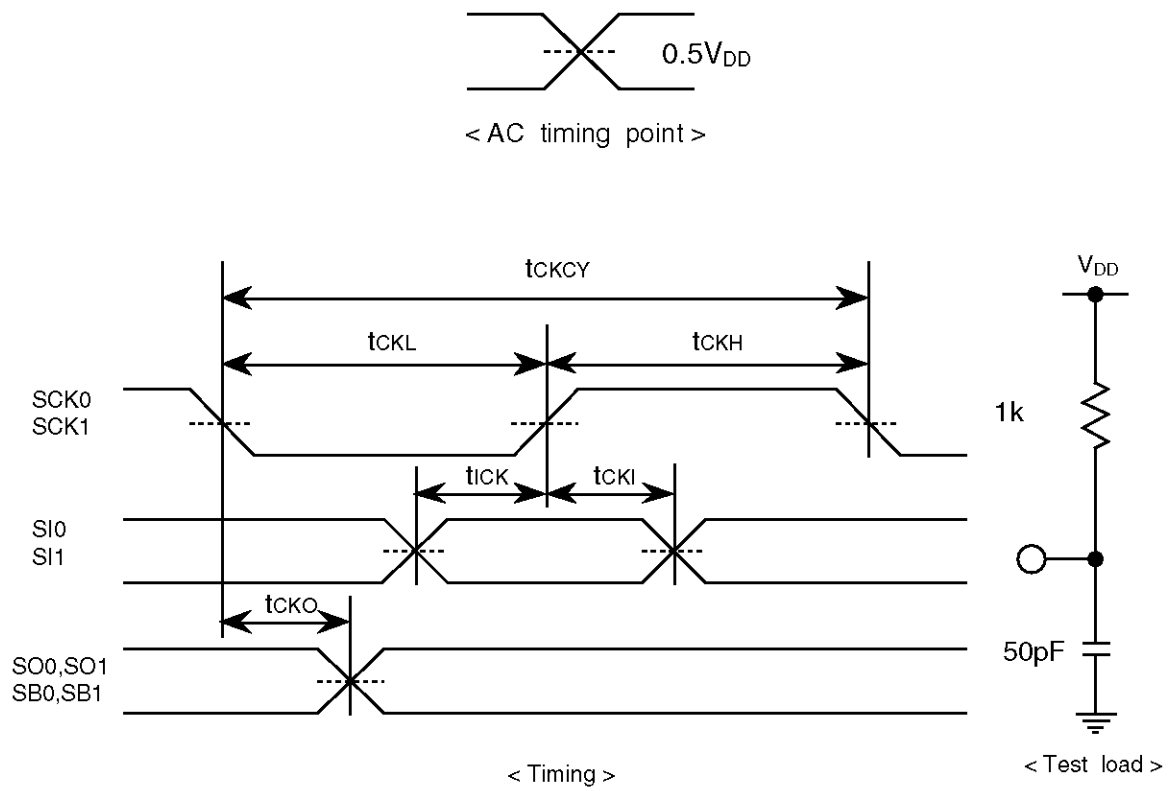 0.5VDD
< AC timing point >
tCKCY
VDD
tCKL
tCKH
SCK0
SCK1
1k
tICK
tCKI
SI0
SI1
tCKO
SO0,SO1
SB0,SB1
50pF
< Timing >
< Test load >